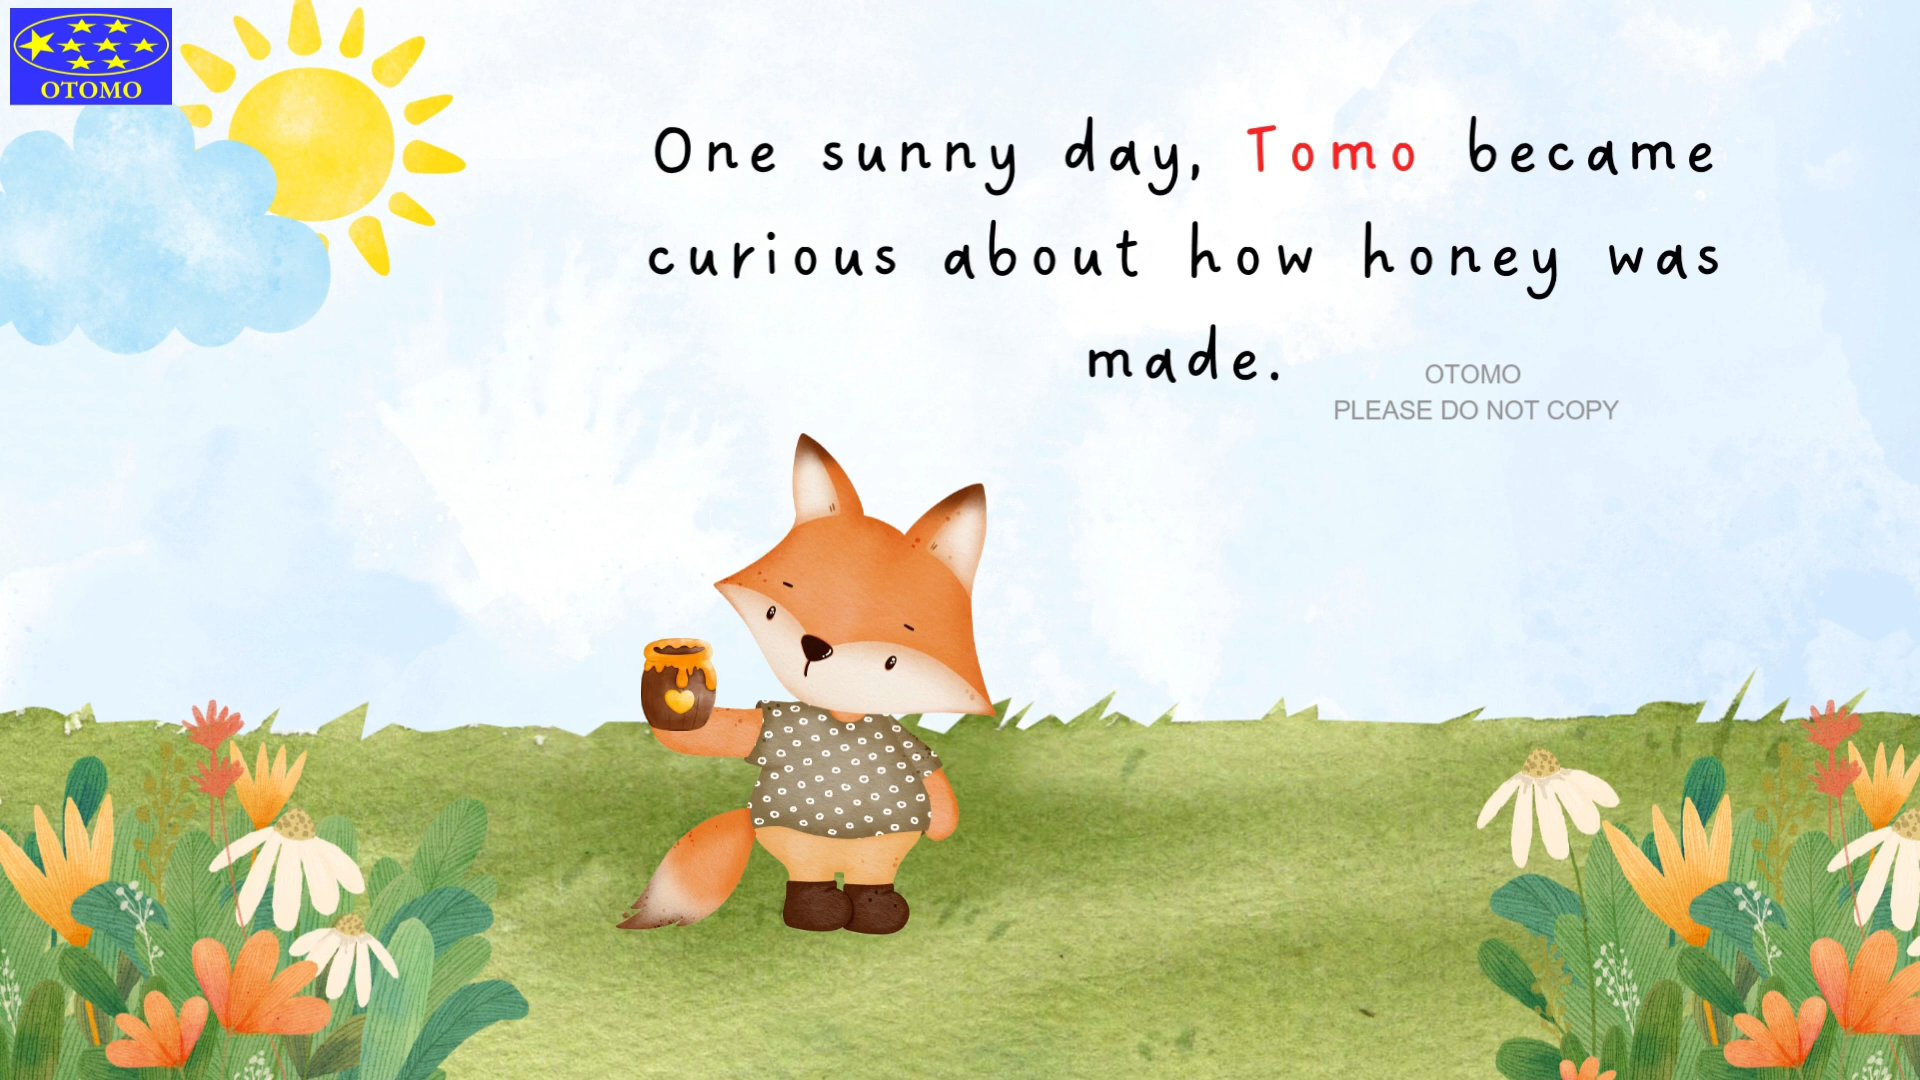 OTOMO
One sunny day, Tomo became
curious about how honey was
made.
OTOMO
PLEASE DO NOT COPY